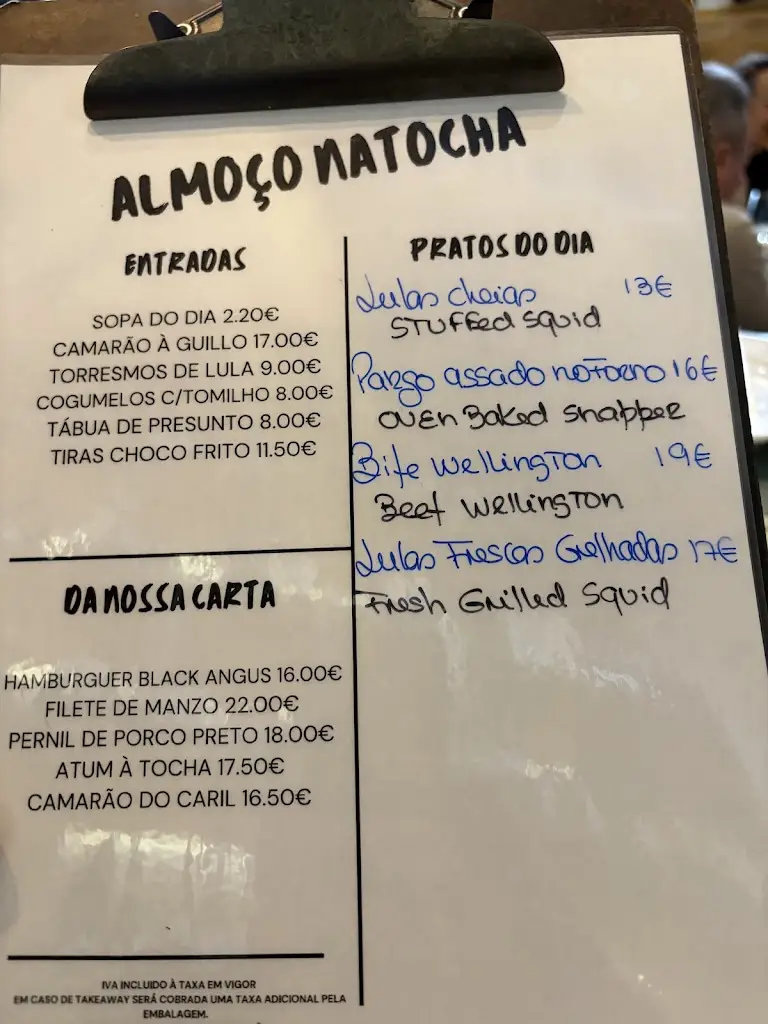 ALMOÇO NATOCHA
ENTRADAS
SOPA DO DIA 2.20€
CAMARÃO À GUILLO 17.00€
TORRESMOS DE LULA 9.00€
COGUMELOS C/TOMILHO 8.00€
TÁBUA DE PRESUNTO 8.00€
TIRAS CHOCO FRITO 11.50€
DA NOSSA CARTA
HAMBURGUER BLACK ANGUS 16.00€
FILETE DE MANZO 22.00€
PERNIL DE PORCO PRETO 18.00€
ATUM À TOCHA 17.50€
CAMARÃO DO CARIL 16.50€
IVA INCLUIDO À TAXA EM VIGOR
EM CASO DE TAKEAWAY SERÁ COBRADA UMA TAXA ADICIONAL PELA
EMBALAGEM.
PRATOS DO DIA
Lulas cheias 13€
STUFFed Squid
Pargo assado no Forno 16€
OVEN Baked Snapper
Bife Wellington 19€
Beef Wellington
Lulas Frescas Grelhadas 17€
Fresh Grilled Squid